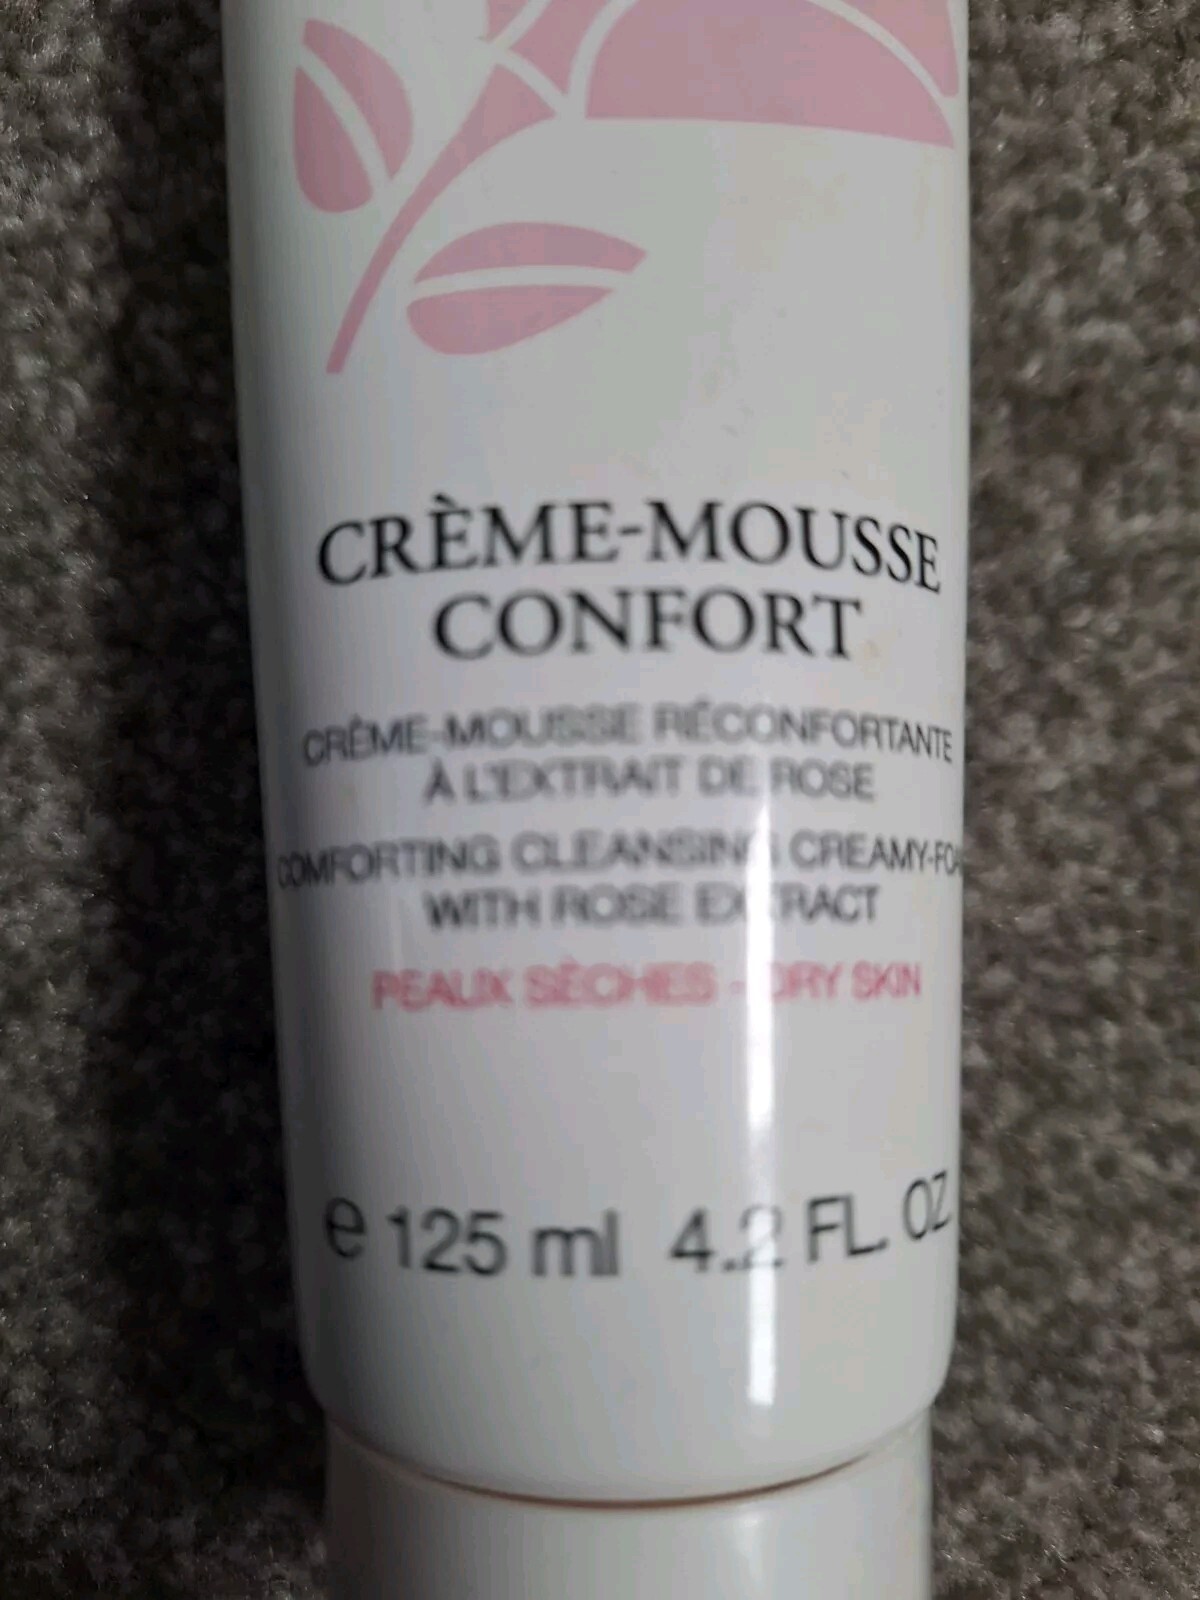 CRÈME-MOUSSE
CONFORT
CRÈME-MOUSSE RÉCONFORTANTE
À L'EXTRAIT DE ROSE
COMFORTING CLEANSING CREAMY-FOA
WITH ROSE EXTRACT
PEAUX SÈCHES - DRY SKIN
e 125 ml 4.2 FL. OZ